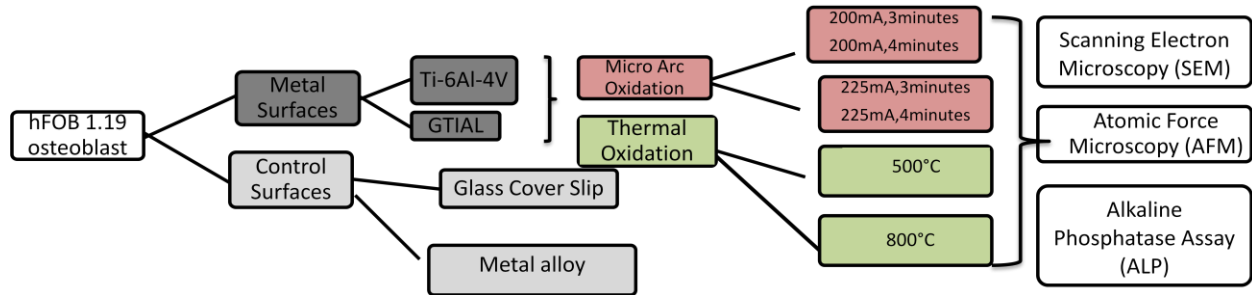 hFOB 1.19
osteoblast
Metal
Surfaces
Control
Surfaces
Ti-6Al-4V
GTIAL
Glass Cover Slip
Metal alloy
Micro Arc
Oxidation
Thermal
Oxidation
200mA,3minutes
200mA,4minutes
225mA,3minutes
225mA,4minutes
500°C
800°C
Scanning Electron
Microscopy (SEM)
Atomic Force
Microscopy (AFM)
Alkaline
Phosphatase Assay
(ALP)